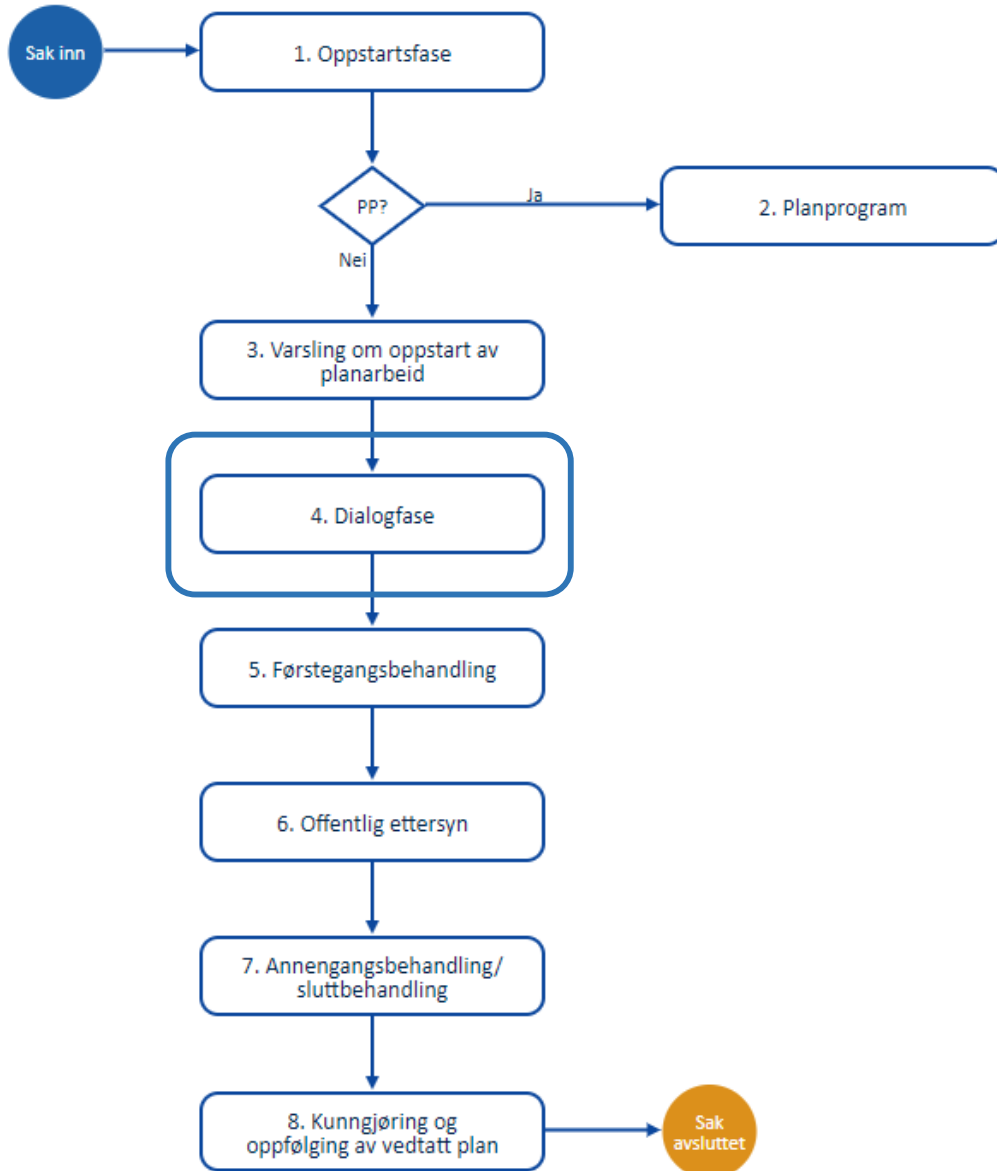 Sak inn
1. Oppstartsfase
PP?
Ja
2. Planprogram
Nei
3. Varsling om oppstart av
planarbeid
4. Dialogfase
5. Førstegangsbehandling
6. Offentlig ettersyn
7. Annengangsbehandling/
sluttbehandling
8. Kunngjøring og
oppfølging av vedtatt plan
Sak
avsluttet